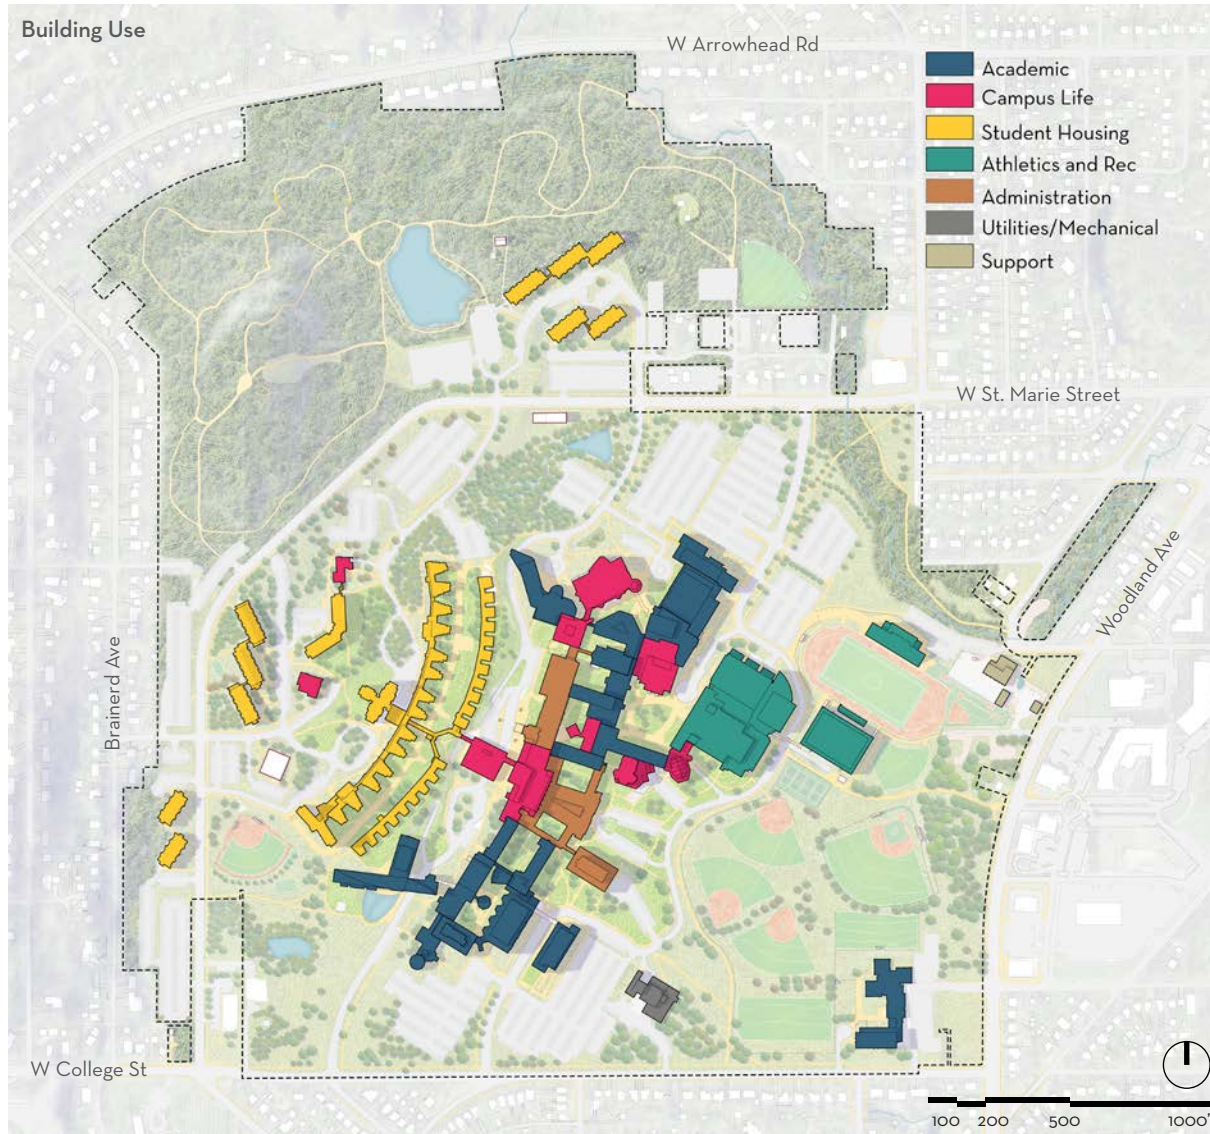 Building Use
W Arrowhead Rd
Academic
Campus Life
Student Housing
Athletics and Rec
Administration
Utilities/Mechanical
Support
W St. Marie Street
Woodland Ave
Brainerd Ave
W College St
100 200 500 1000'